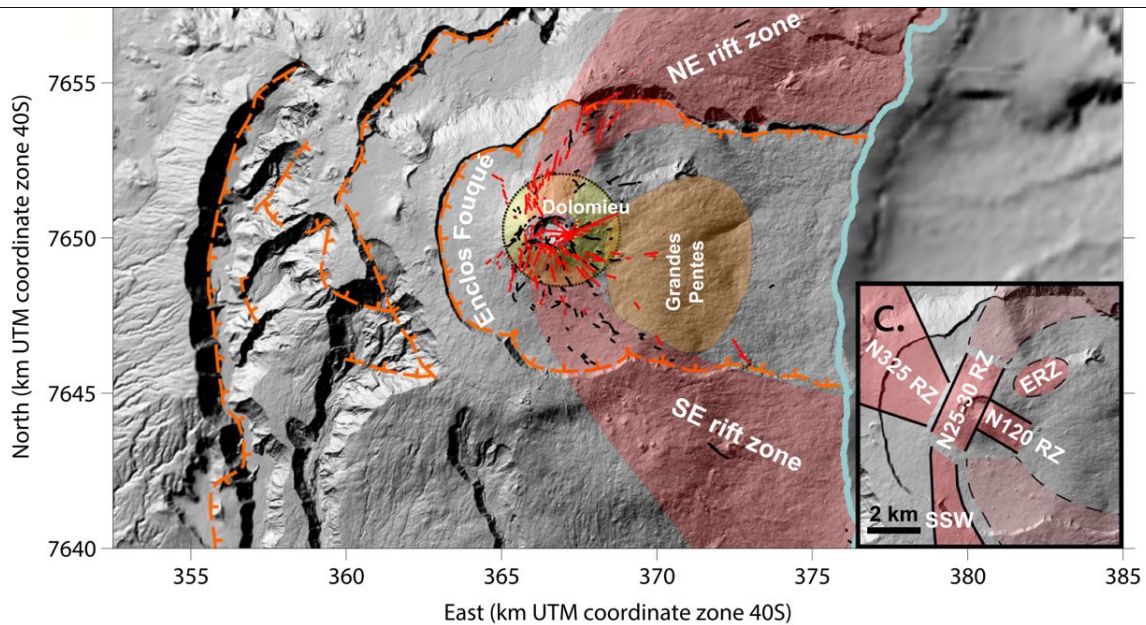 7655
7650
7645
7640
North (km UTM coordinate zone 40S)
NE rift zone
Enclos Fouqué
Dolomieu
Grandes
Pentes
SE rift zone
C.
N325 RZ
N25-30 RZ
ERZ
N120 RZ
SSW
2 km
355
360
365
370
375
380
385
East (km UTM coordinate zone 40S)